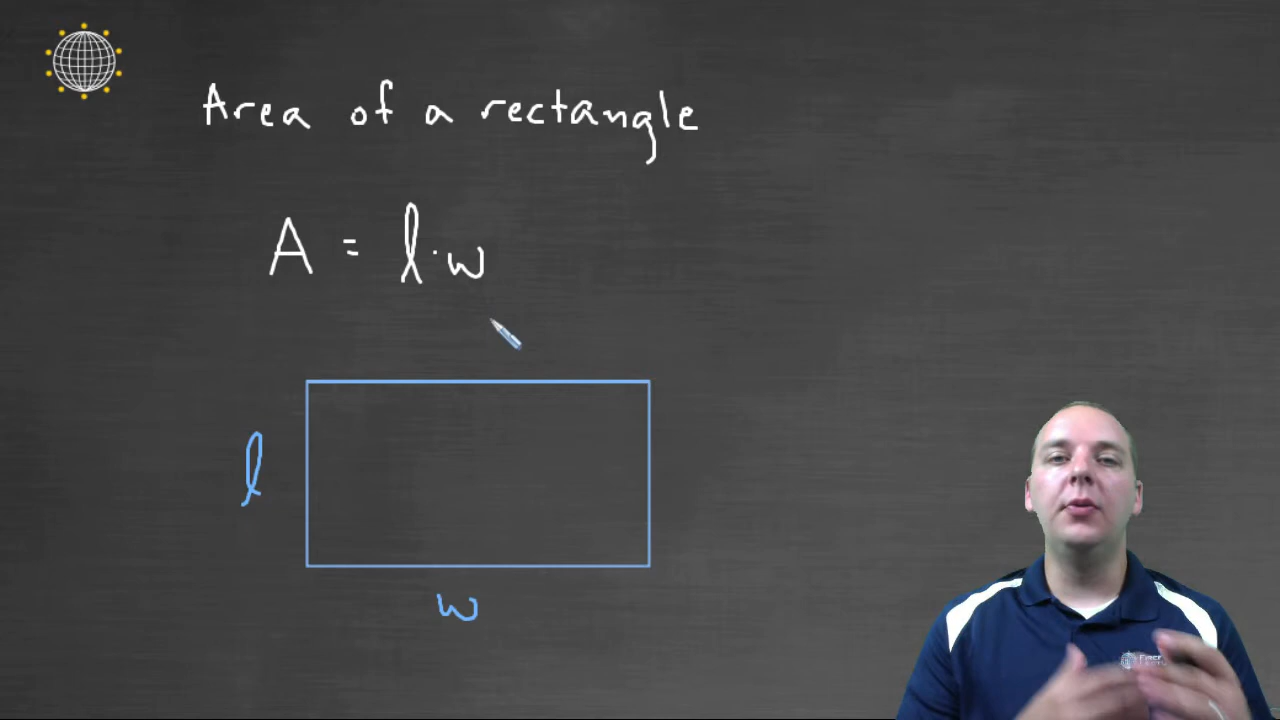 Area of a rectangle
A = l·w
l
w